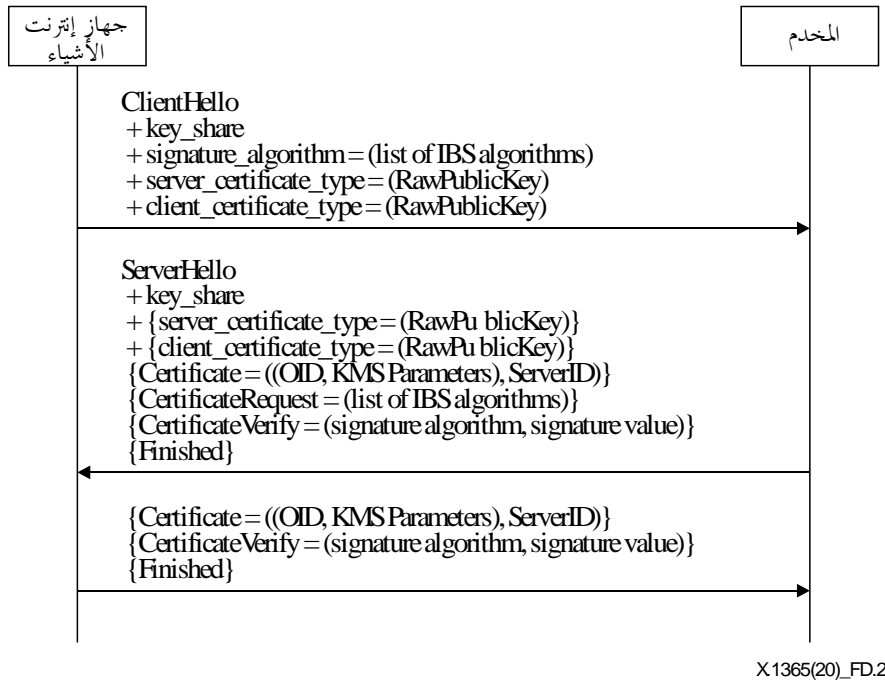 جهاز إنترنت
الأشياء
المخدم
ClientHello
+ key_share
+ signature_algorithm = (list of IBS algorithms)
+ server_certificate_type = (RawPublicKey)
+ client_certificate_type = (RawPublicKey)
ServerHello
+ key_share
+ {server_certificate_type = (RawPu blicKey)}
+ {client_certificate_type = (RawPu blicKey)}
{Certificate = ((OID, KMS Parameters), ServerID)}
{CertificateRequest = (list of IBS algorithms)}
{CertificateVerify = (signature algorithm, signature value)}
{Finished}
{Certificate = ((OID, KMS Parameters), ServerID)}
{CertificateVerify = (signature algorithm, signature value)}
{Finished}
X.1365(20)_FD.2